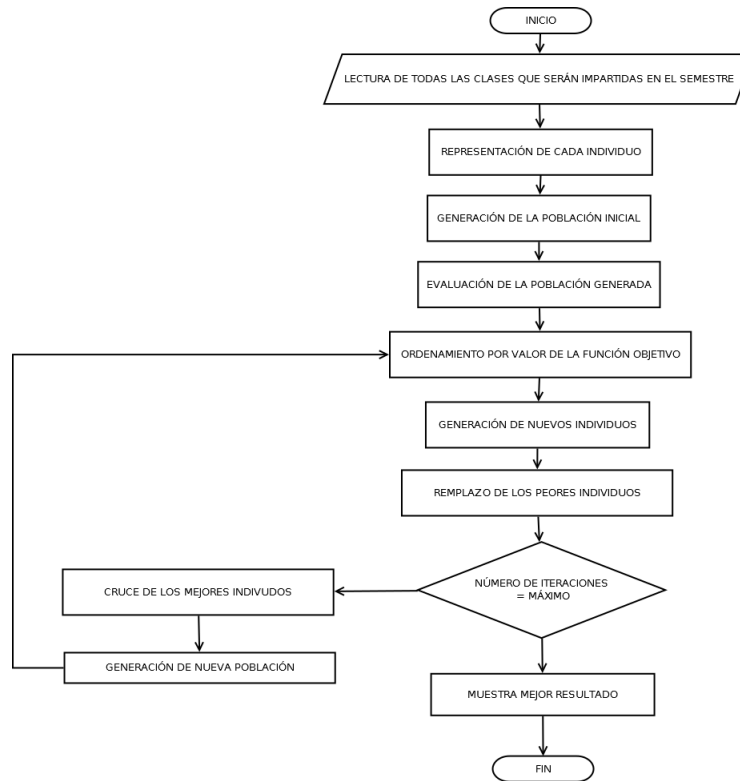 INICIO
LECTURA DE TODAS LAS CLASES QUE SERÁN IMPARTIDAS EN EL SEMESTRE
REPRESENTACIÓN DE CADA INDIVIDUO
GENERACIÓN DE LA POBLACIÓN INICIAL
EVALUACIÓN DE LA POBLACIÓN GENERADA
ORDENAMIENTO POR VALOR DE LA FUNCIÓN OBJETIVO
GENERACIÓN DE NUEVOS INDIVIDUOS
REMPLAZO DE LOS PEORES INDIVIDUOS
NÚMERO DE ITERACIONES
= MÁXIMO
CRUCE DE LOS MEJORES INDIVUDOS
GENERACIÓN DE NUEVA POBLACIÓN
MUESTRA MEJOR RESULTADO
FIN